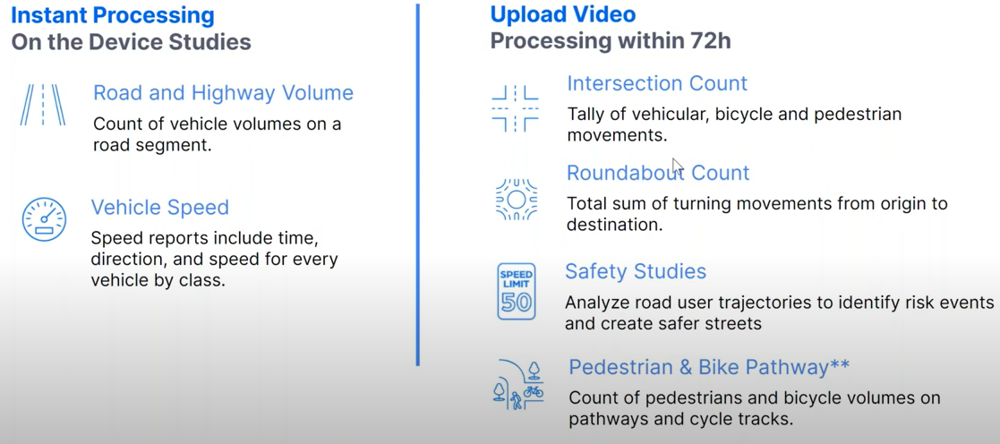 Instant Processing
On the Device Studies
Road and Highway Volume
Count of vehicle volumes on a
road segment.
Vehicle Speed
Speed reports include time,
direction, and speed for every
vehicle by class.
Upload Video
Processing within 72h
Intersection Count
Tally of vehicular, bicycle and pedestrian
movements.
Roundabout Count
Total sum of turning movements from origin to
destination.
SPEED
LIMIT
50
Safety Studies
Analyze road user trajectories to identify risk events
and create safer streets
Pedestrian & Bike Pathway**
Count of pedestrians and bicycle volumes on
pathways and cycle tracks.